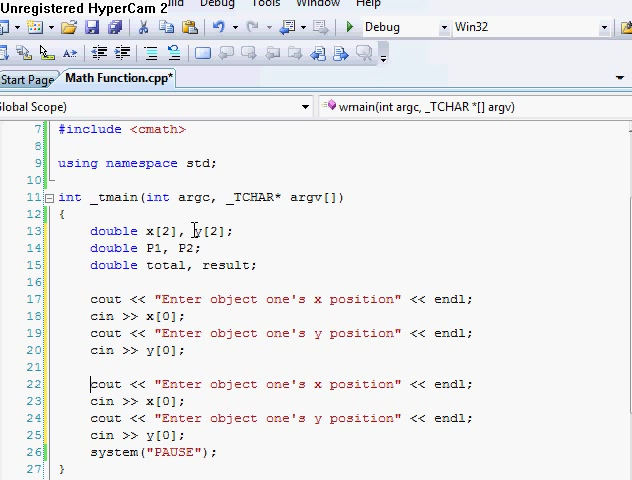 Unregistered HyperCam 2
ild Debug Tools Window Help
Debug Win32
Start Page Math Function.cpp*
Global Scope) wmain(int argc, _TCHAR *[] argv)
7 #include <cmath>
8
9 using namespace std;
10
11 int _tmain(int argc, _TCHAR* argv[])
12 {
13 double x[2], y[2];
14 double P1, P2;
15 double total, result;
16
17 cout << "Enter object one's x position" << endl;
18 cin >> x[0];
19 cout << "Enter object one's y position" << endl;
20 cin >> y[0];
21
22 cout << "Enter object one's x position" << endl;
23 cin >> x[0];
24 cout << "Enter object one's y position" << endl;
25 cin >> y[0];
26 system("PAUSE");
27 }